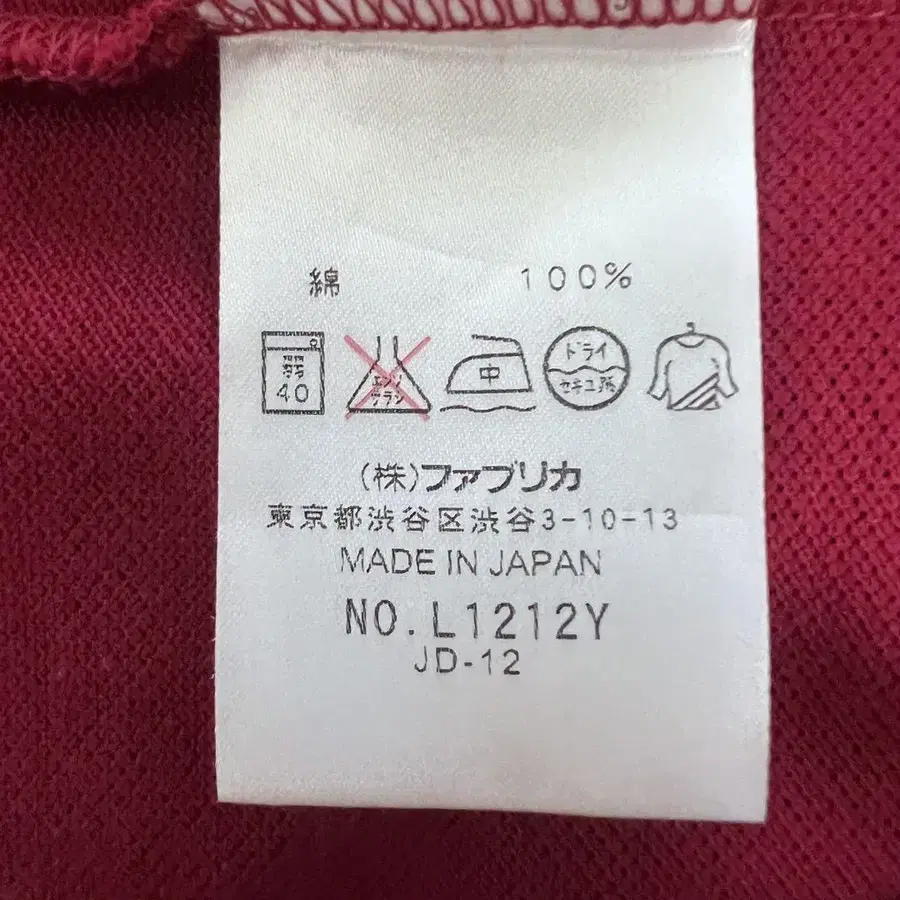 綿 100%
弱 40
エンソ サラシ
中
ドライ
セキユ系
(株)ファブリカ
東京都渋谷区渋谷3-10-13
MADE IN JAPAN
NO. L1212Y
JD-12